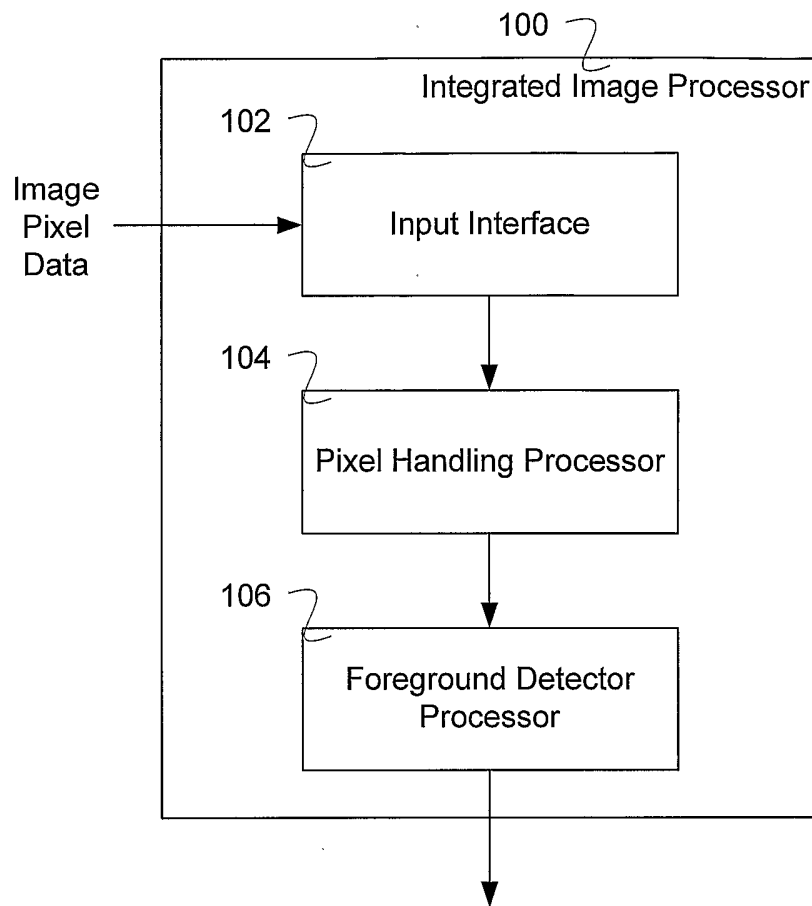 100
Integrated Image Processor
102
Image
Pixel
Data
Input Interface
104
Pixel Handling Processor
106
Foreground Detector
Processor